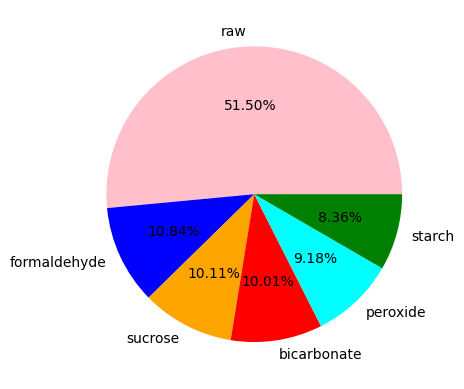 raw
51.50%
8.36%
10.84%
starch
9.18%
formaldehyde
10.11%
10.01%
peroxide
sucrose
bicarbonate